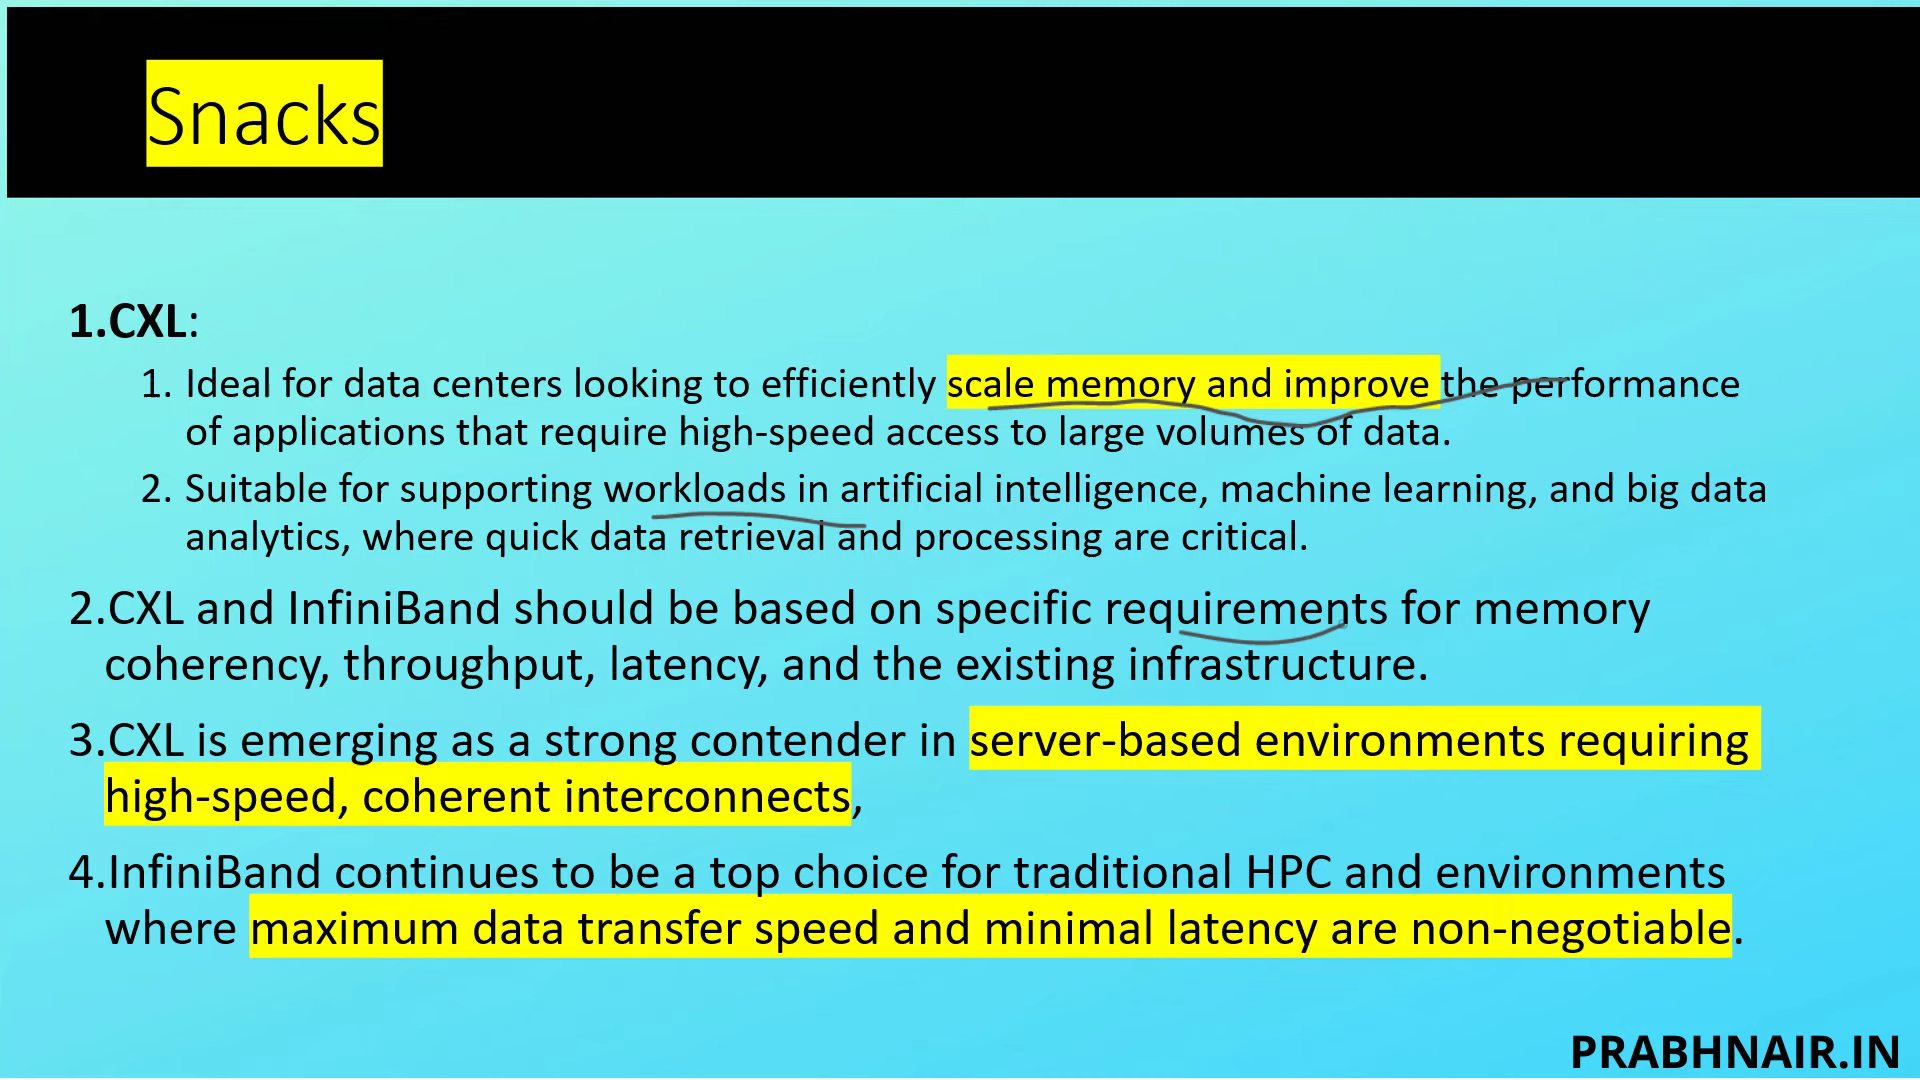 Snacks
1.CXL:
1. Ideal for data centers looking to efficiently scale memory and improve the performance
of applications that require high-speed access to large volumes of data.
2. Suitable for supporting workloads in artificial intelligence, machine learning, and big data
analytics, where quick data retrieval and processing are critical.
2.CXL and InfiniBand should be based on specific requirements for memory
coherency, throughput, latency, and the existing infrastructure.
3.CXL is emerging as a strong contender in server-based environments requiring
high-speed, coherent interconnects,
4.InfiniBand continues to be a top choice for traditional HPC and environments
where maximum data transfer speed and minimal latency are non-negotiable.
PRABHNAIR.IN